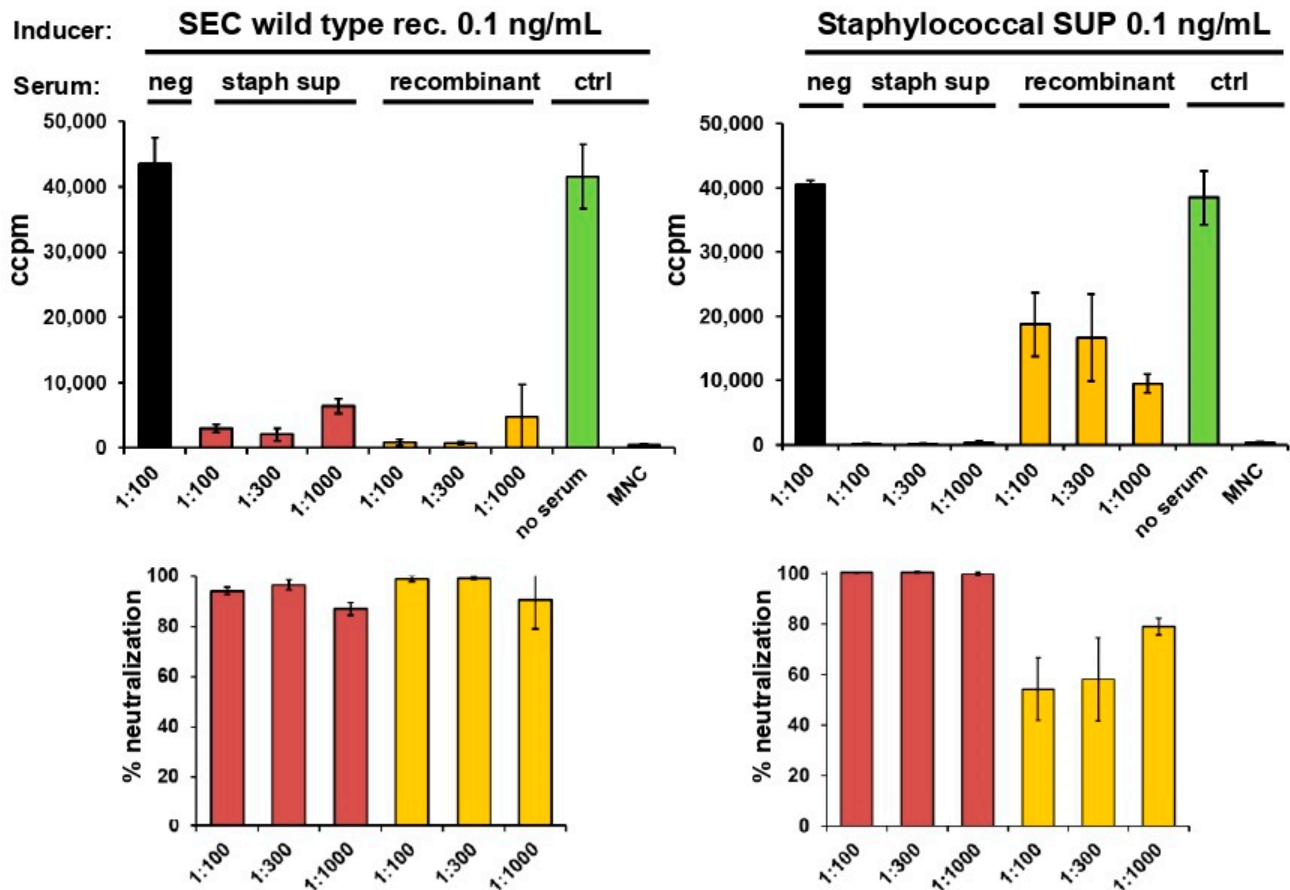 Inducer: SEC wild type rec. 0.1 ng/mL
Serum: neg staph sup recombinant ctrl
50,000
40,000
30,000
20,000
10,000
0
ccpm
1:100 1:100 1:300 1:1000 1:100 1:300 1:1000 no serum MNC
Staphylococcal SUP 0.1 ng/mL
neg staph sup recombinant ctrl
50,000
40,000
30,000
20,000
10,000
0
ccpm
1:100 1:100 1:300 1:1000 1:100 1:300 1:1000 no serum MNC
100
80
60
40
20
0
% neutralization
1:100 1:300 1:1000 1:100 1:300 1:1000
100
80
60
40
20
0
% neutralization
1:100 1:300 1:1000 1:100 1:300 1:1000